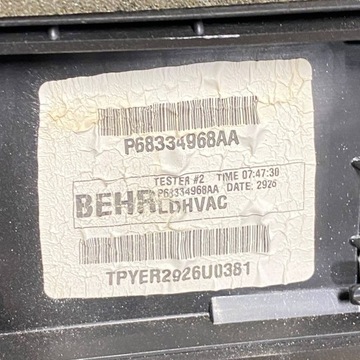 P68334968AA
TESTER #2 TIME 07:47:30
P68334968AA DATE: 2926
BEHR LDHVAC
TPYER2926U0381